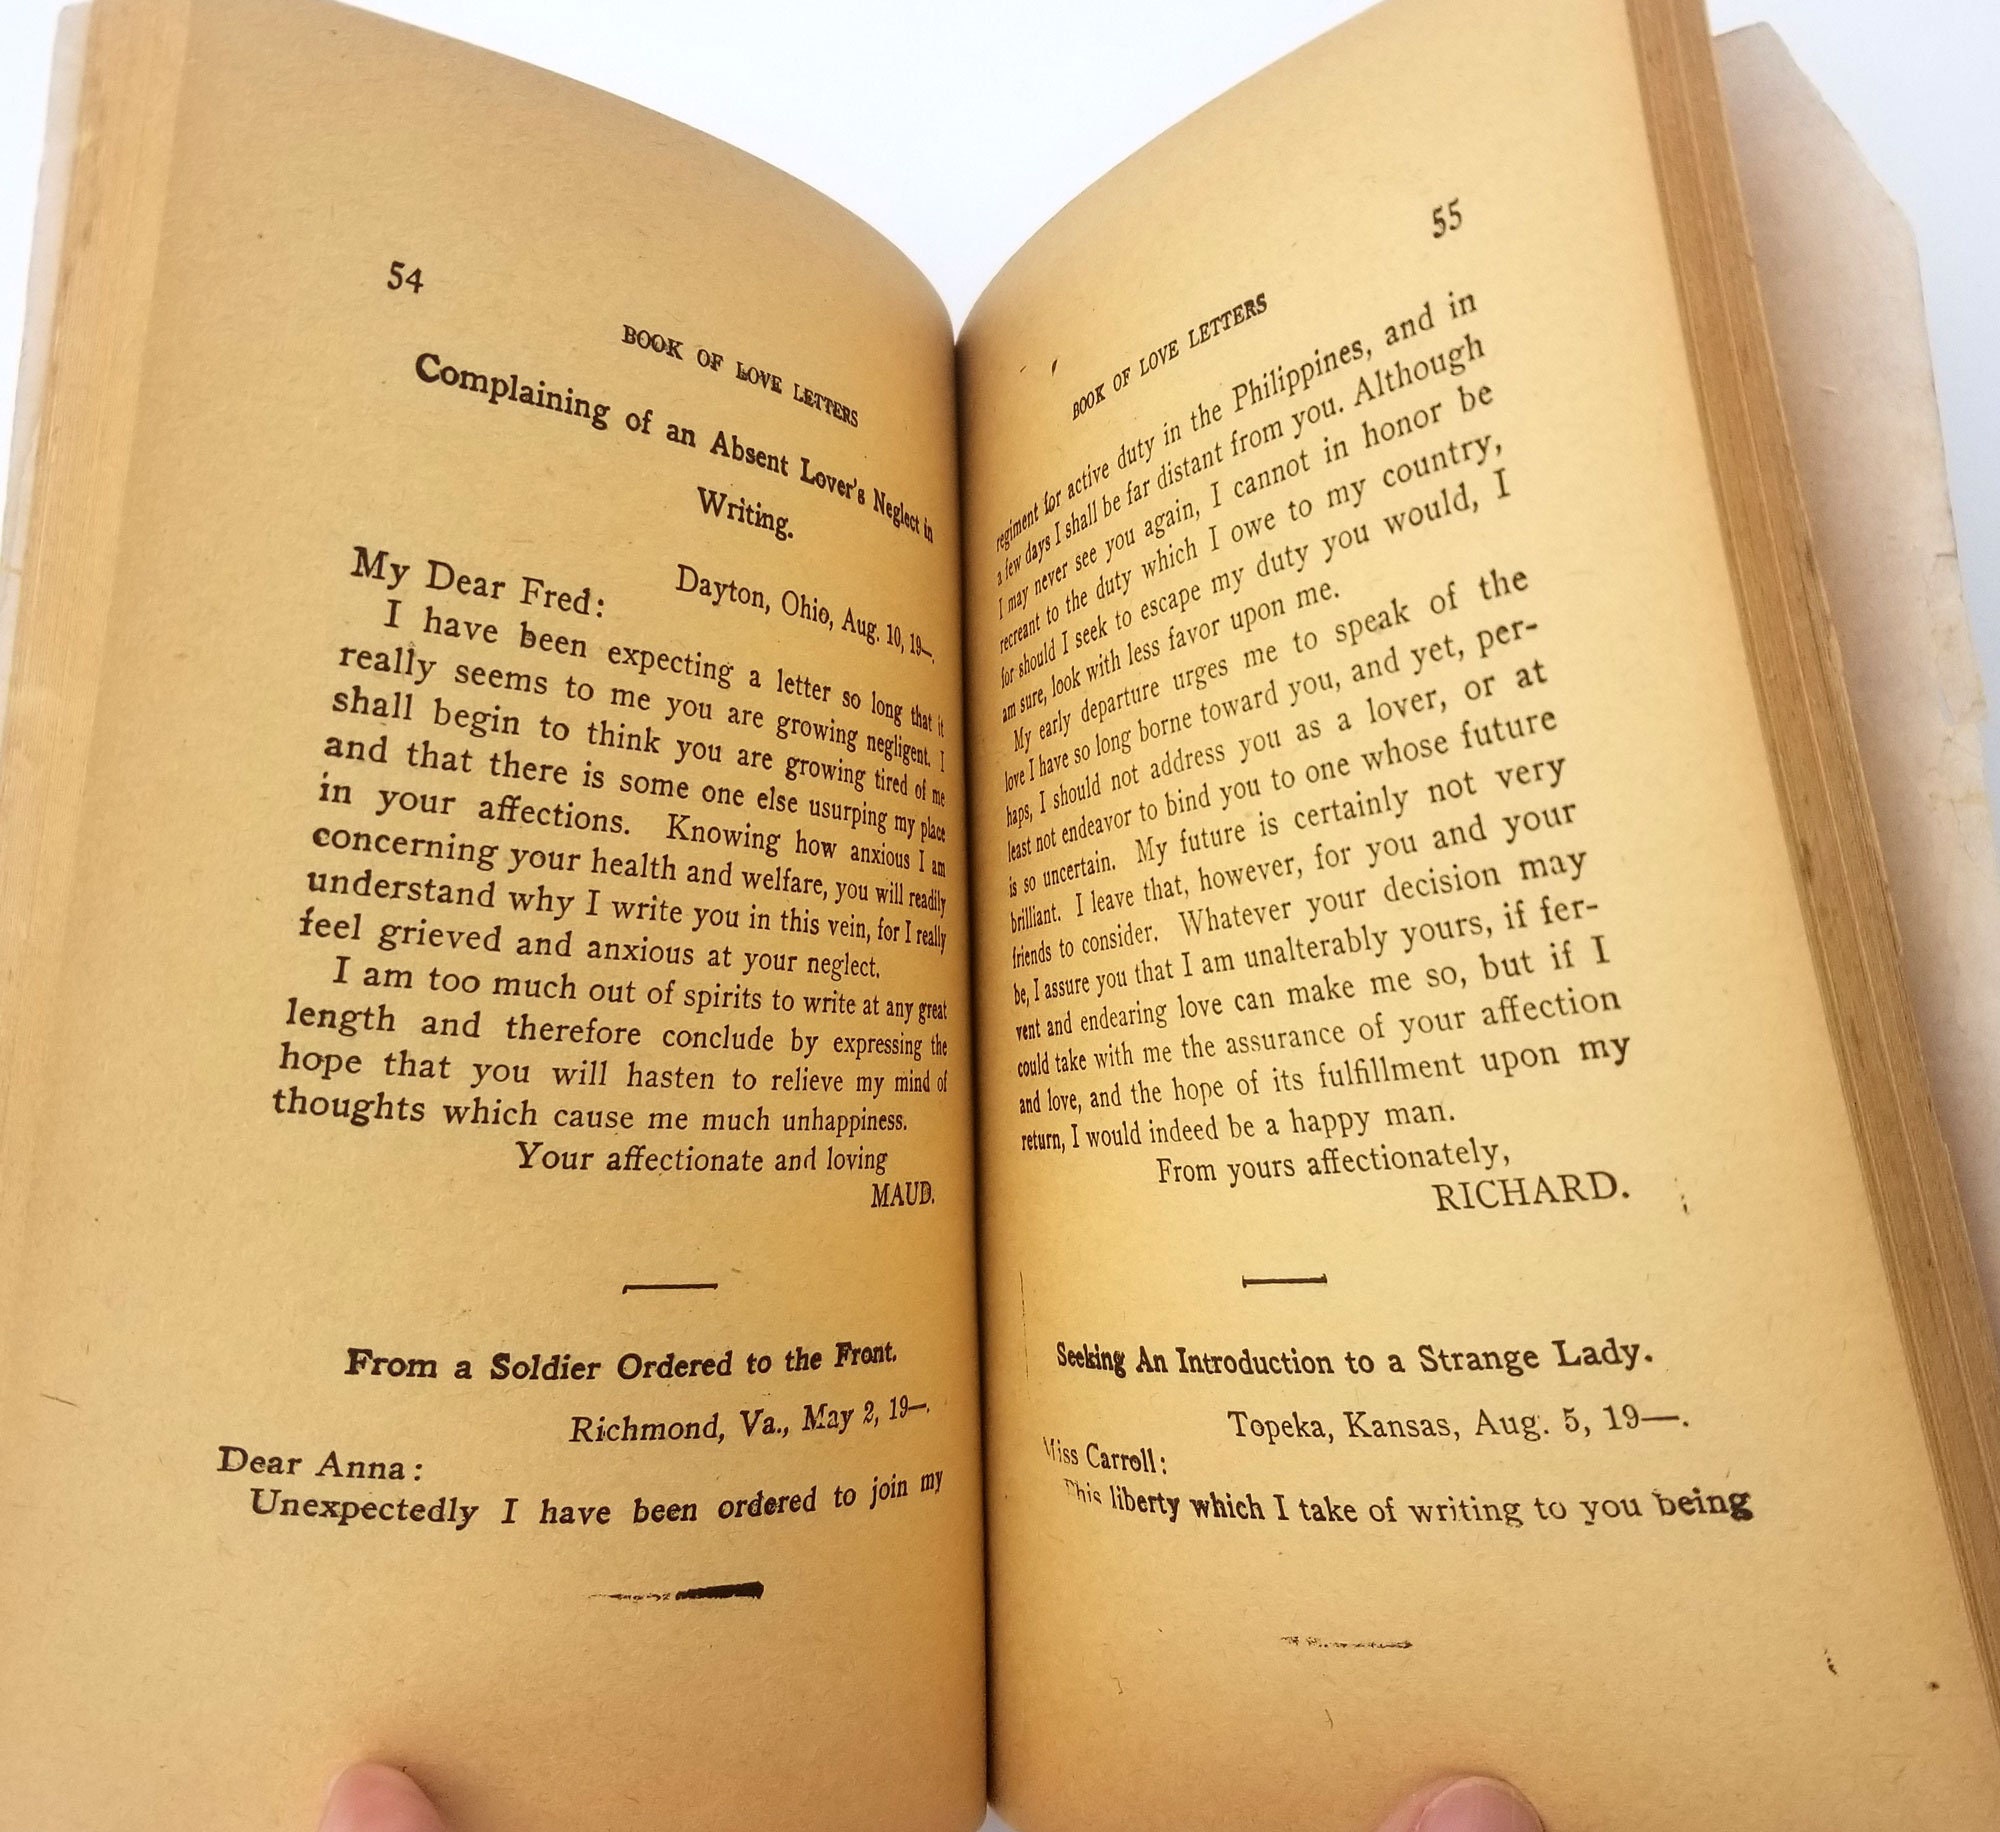 54
BOOK OF LOVE LETTERS
Complaining of an Absent Lover's Neglect in
Writing.
Dayton, Ohio, Aug. 10, 19—.
My Dear Fred:
I have been expecting a letter so long that it
really seems to me you are growing negligent. I
shall begin to think you are growing tired of me
and that there is some one else usurping my place
in your affections. Knowing how anxious I am
concerning your health and welfare, you will readily
understand why I write you in this vein, for I really
feel grieved and anxious at your neglect.
I am too much out of spirits to write at any great
length and therefore conclude by expressing the
hope that you will hasten to relieve my mind of
thoughts which cause me much unhappiness.
Your affectionate and loving
MAUD.
From a Soldier Ordered to the Front.
Richmond, Va., May 2, 19—.
Dear Anna:
Unexpectedly I have been ordered to join my
55
BOOK OF LOVE LETTERS
regiment for active duty in the Philippines, and in
a few days I shall be far distant from you. Although
I may never see you again, I cannot in honor be
recreant to the duty which I owe to my country,
for should I seek to escape my duty you would, I
am sure, look with less favor upon me.
My early departure urges me to speak of the
love I have so long borne toward you, and yet, per-
haps, I should not address you as a lover, or at
least not endeavor to bind you to one whose future
is so uncertain. My future is certainly not very
brilliant. I leave that, however, for you and your
friends to consider. Whatever your decision may
be, I assure you that I am unalterably yours, if fer-
vent and endearing love can make me so, but if I
could take with me the assurance of your affection
and love, and the hope of its fulfillment upon my
return, I would indeed be a happy man.
From yours affectionately,
RICHARD.
Seeking An Introduction to a Strange Lady.
Topeka, Kansas, Aug. 5, 19—.
Miss Carroll:
This liberty which I take of writing to you being